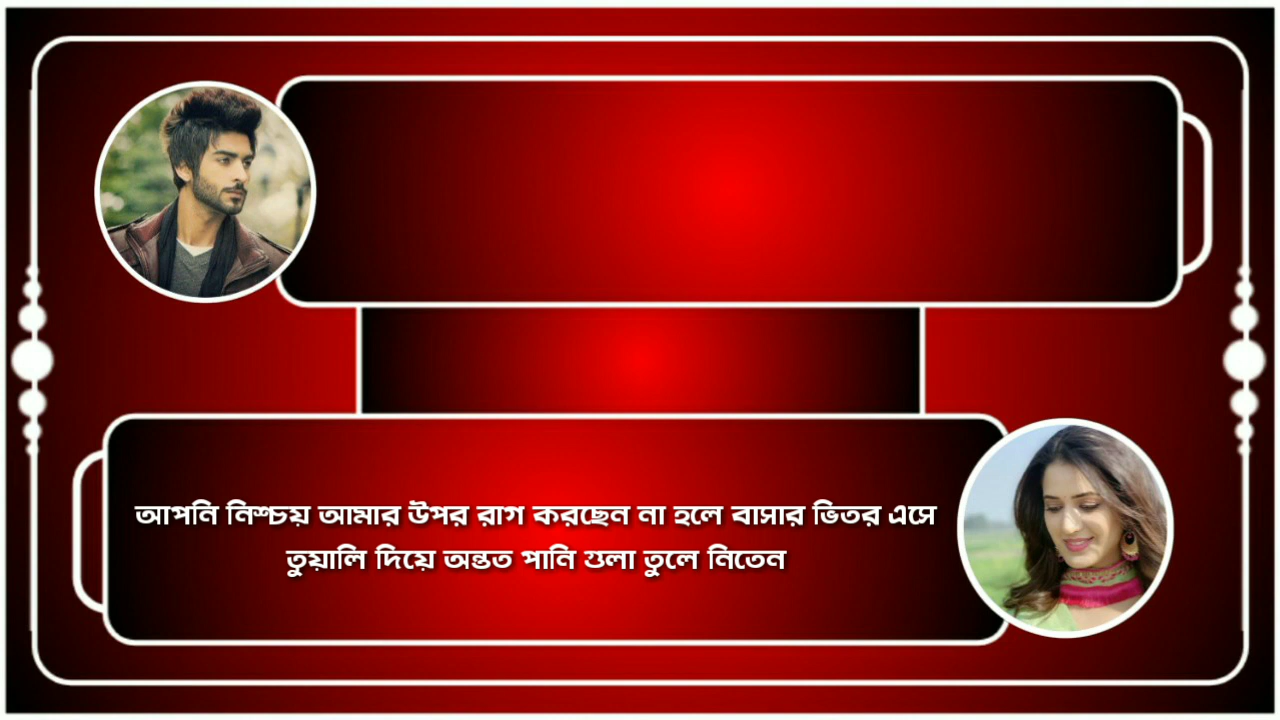 আপনি নিশ্চয় আমার উপর রাগ করছেন না হলে বাসার ভিতর এসে
তুয়ালি দিয়ে অন্তত পানি গুলা তুলে নিতেন